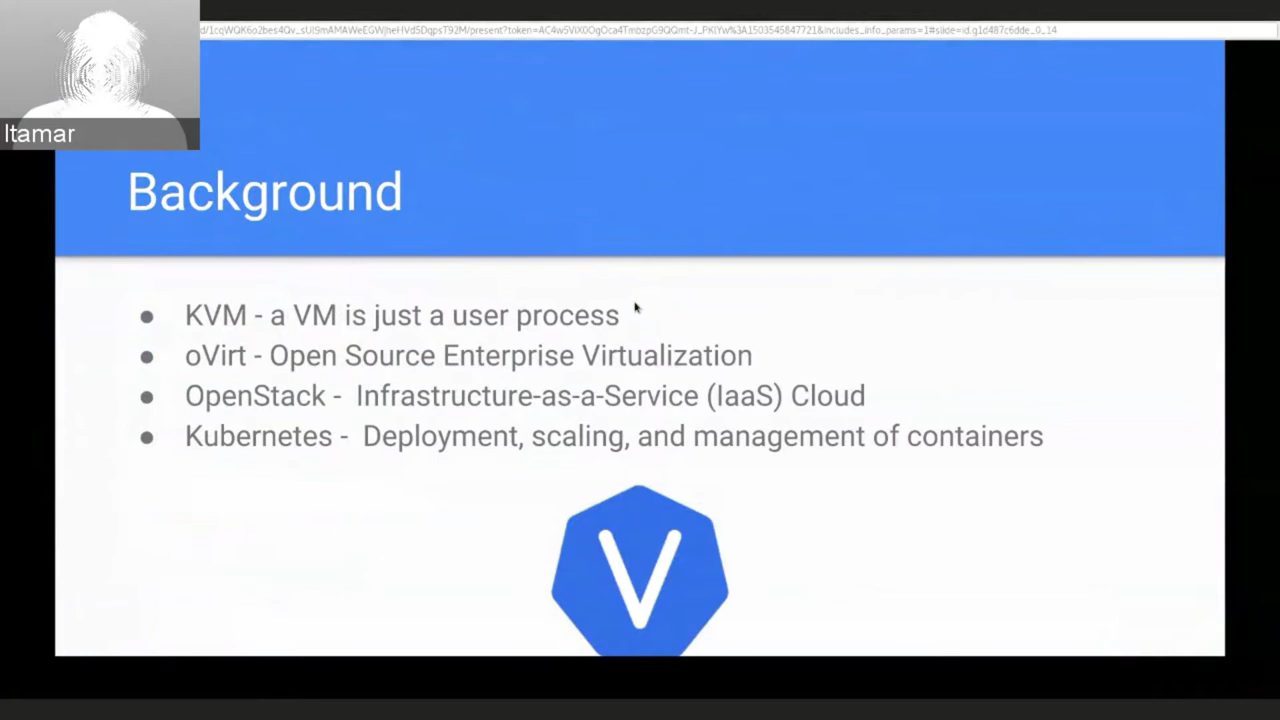 Itamar
Background
● KVM - a VM is just a user process
● oVirt - Open Source Enterprise Virtualization
● OpenStack - Infrastructure-as-a-Service (IaaS) Cloud
● Kubernetes - Deployment, scaling, and management of containers
V